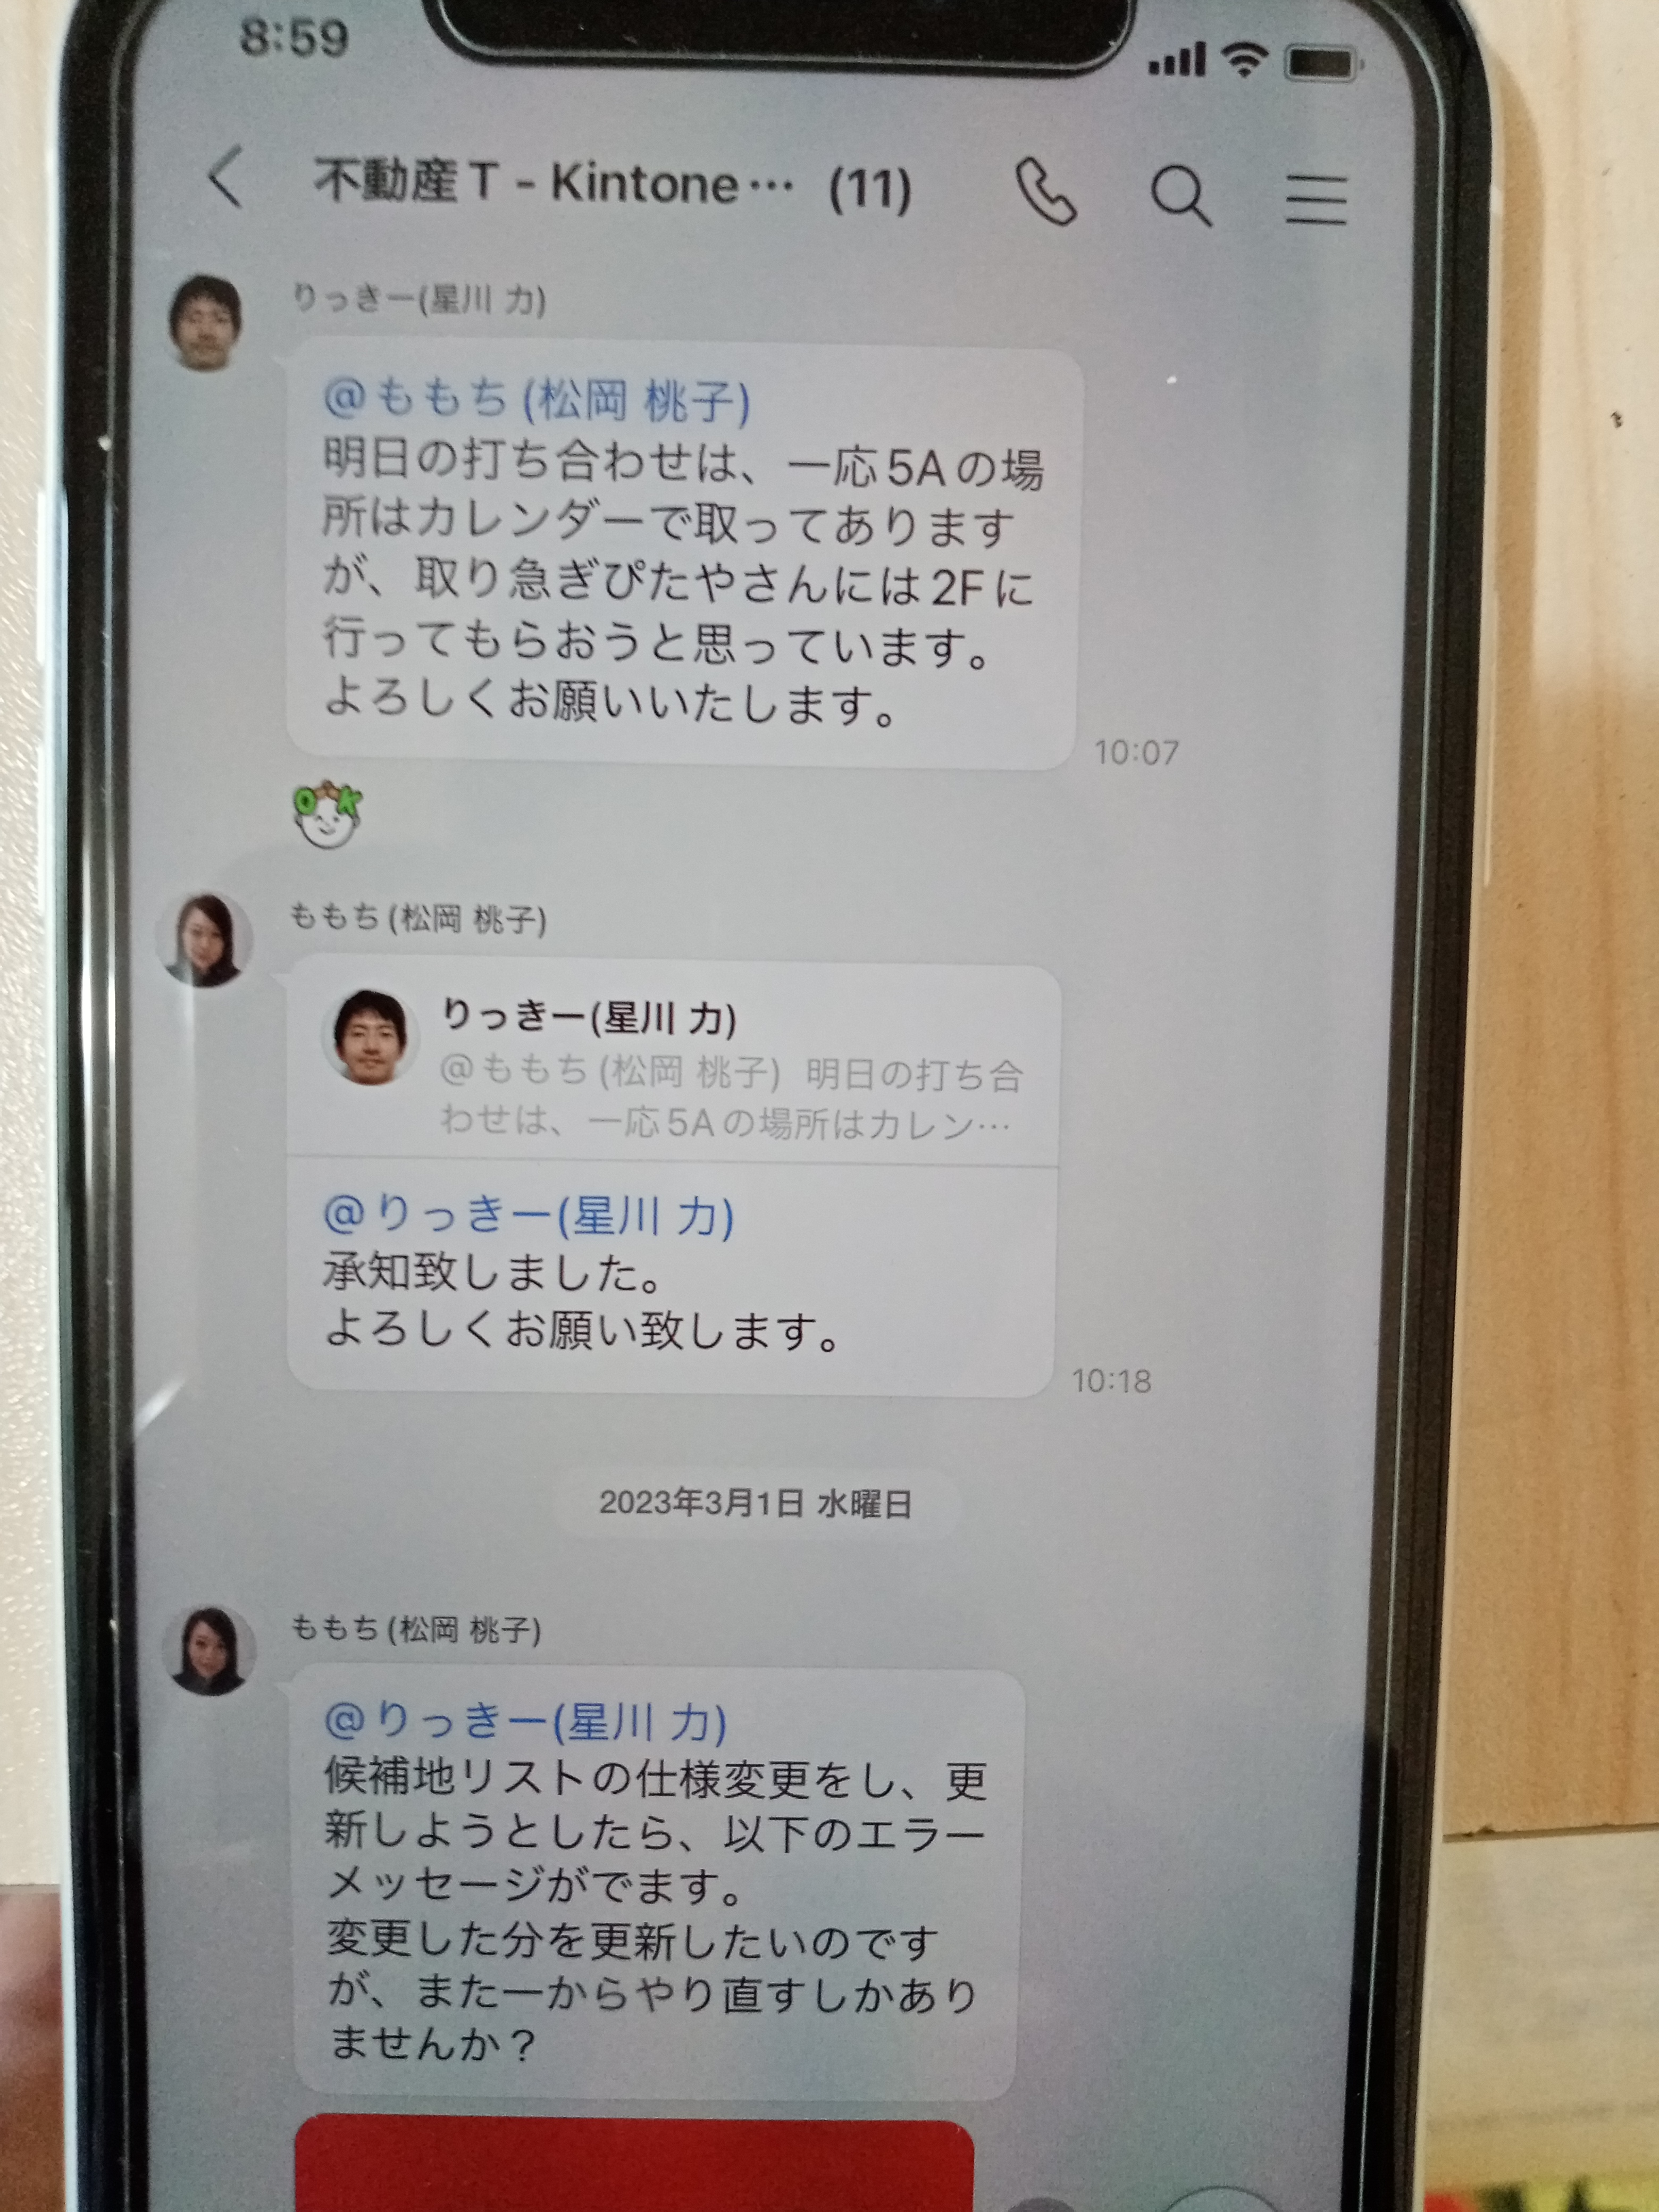 8:59
不動産T - Kintone… (11)
りっきー(星川 力)
@ももち(松岡 桃子)
明日の打ち合わせは、一応5Aの場
所はカレンダーで取ってあります
が、取り急ぎぴたやさんには2Fに
行ってもらおうと思っています。
よろしくお願いいたします。
10:07
OK
ももち(松岡 桃子)
りっきー(星川 力)
@ももち(松岡 桃子) 明日の打ち合
わせは、一応5Aの場所はカレン…
@りっきー(星川 力)
承知致しました。
よろしくお願い致します。
10:18
2023年3月1日 水曜日
ももち(松岡 桃子)
@りっきー(星川 力)
候補地リストの仕様変更をし、更
新しようとしたら、以下のエラー
メッセージがでます。
変更した分を更新したいのです
が、また一からやり直すしかあり
ませんか？